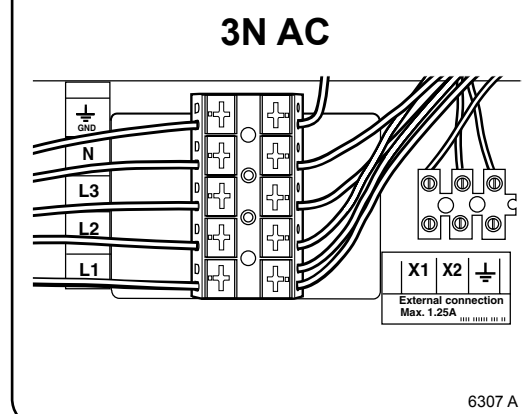 3N AC
GND
N
L3
L2
L1
X1 X2
External connection
Max. 1.25A
6307 A